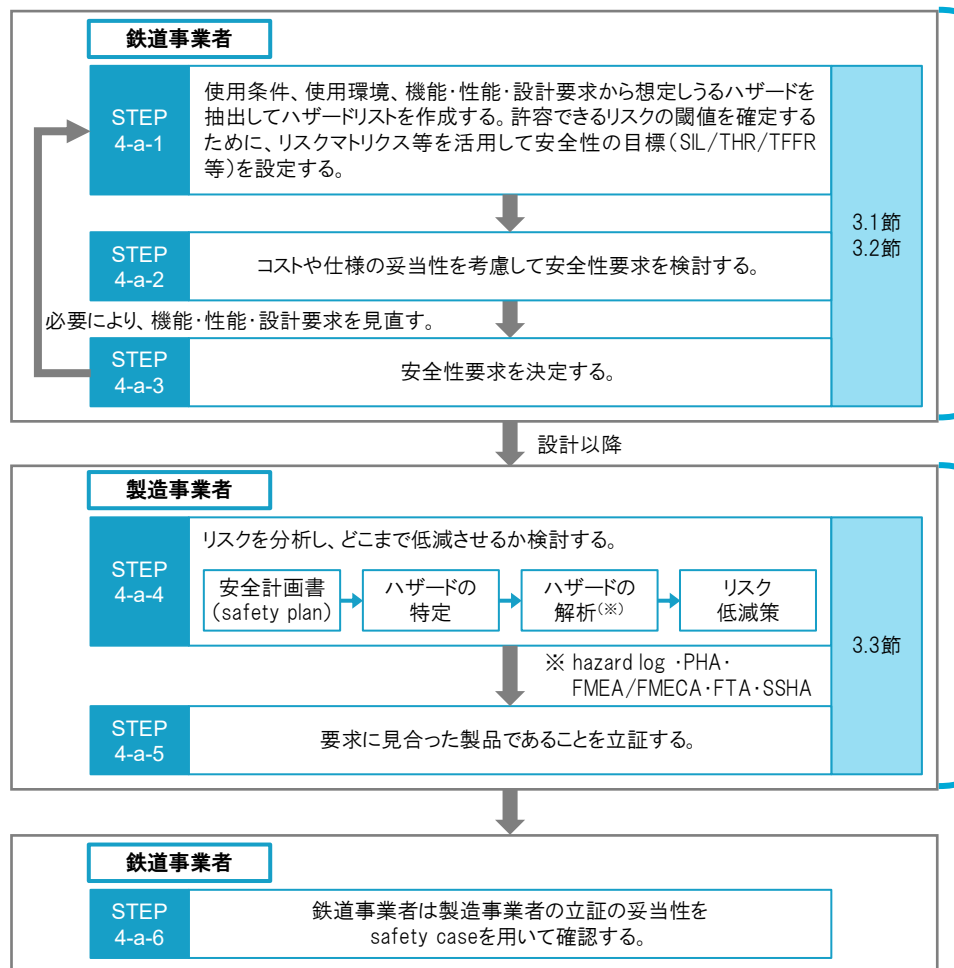 鉄道事業者
STEP
4-a-1
使用条件、使用環境、機能・性能・設計要求から想定しうるハザードを
抽出してハザードリストを作成する。許容できるリスクの閾値を確定する
ために、リスクマトリクス等を活用して安全性の目標(SIL/THR/TFFR
等)を設定する。
3.1節
3.2節
STEP
4-a-2
コストや仕様の妥当性を考慮して安全性要求を検討する。
必要により、機能・性能・設計要求を見直す。
STEP
4-a-3
安全性要求を決定する。
設計以降
製造事業者
STEP
4-a-4
リスクを分析し、どこまで低減させるか検討する。
安全計画書
(safety plan)
ハザードの
特定
ハザードの
解析(※)
リスク
低減策
3.3節
※ hazard log ・PHA・
FMEA/FMECA・FTA・SSHA
STEP
4-a-5
要求に見合った製品であることを立証する。
鉄道事業者
STEP
4-a-6
鉄道事業者は製造事業者の立証の妥当性を
safety caseを用いて確認する。